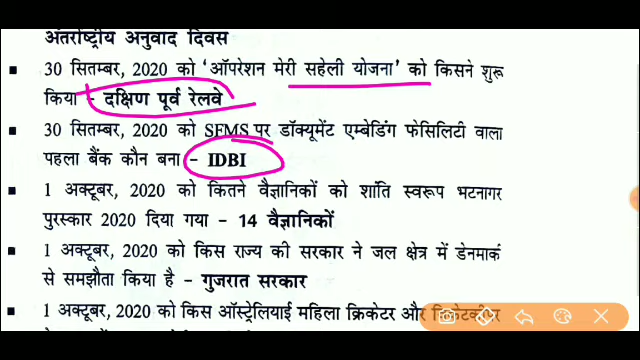 अंतर्राष्ट्रीय अनुवाद दिवस
▪ 30 सितम्बर, 2020 को ‘ऑपरेशन मेरी सहेली योजना’ को किसने शुरू
किया – दक्षिण पूर्व रेलवे
▪ 30 सितम्बर, 2020 को SFMS पर डॉक्यूमेंट एम्बेडिंग फेसिलिटी वाला
पहला बैंक कौन बना – IDBI
▪ 1 अक्टूबर, 2020 को कितने वैज्ञानिकों को शांति स्वरूप भटनागर
पुरस्कार 2020 दिया गया – 14 वैज्ञानिकों
▪ 1 अक्टूबर, 2020 को किस राज्य की सरकार ने जल क्षेत्र में डेनमार्क
से समझौता किया है – गुजरात सरकार
▪ 1 अक्टूबर, 2020 को किस ऑस्ट्रेलियाई महिला क्रिकेटर और